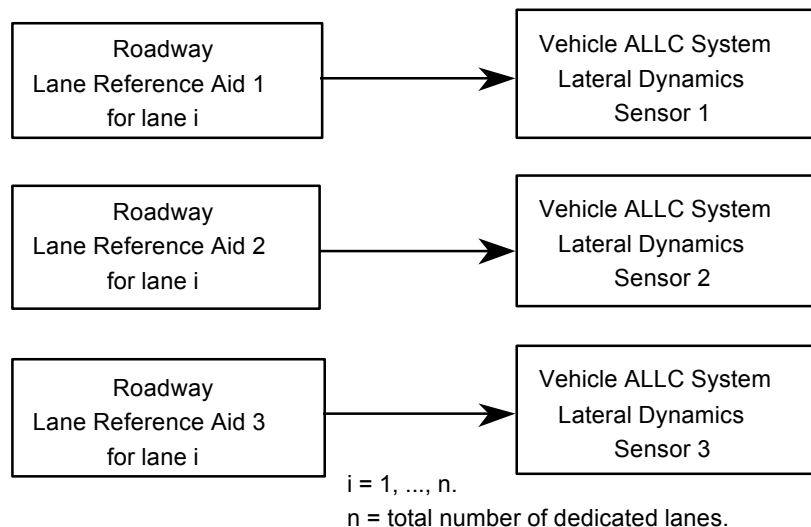 Roadway
Lane Reference Aid 1
for lane i
Vehicle ALLC System
Lateral Dynamics
Sensor 1
Roadway
Lane Reference Aid 2
for lane i
Vehicle ALLC System
Lateral Dynamics
Sensor 2
Roadway
Lane Reference Aid 3
for lane i
Vehicle ALLC System
Lateral Dynamics
Sensor 3
i = 1, ..., n.
n = total number of dedicated lanes.